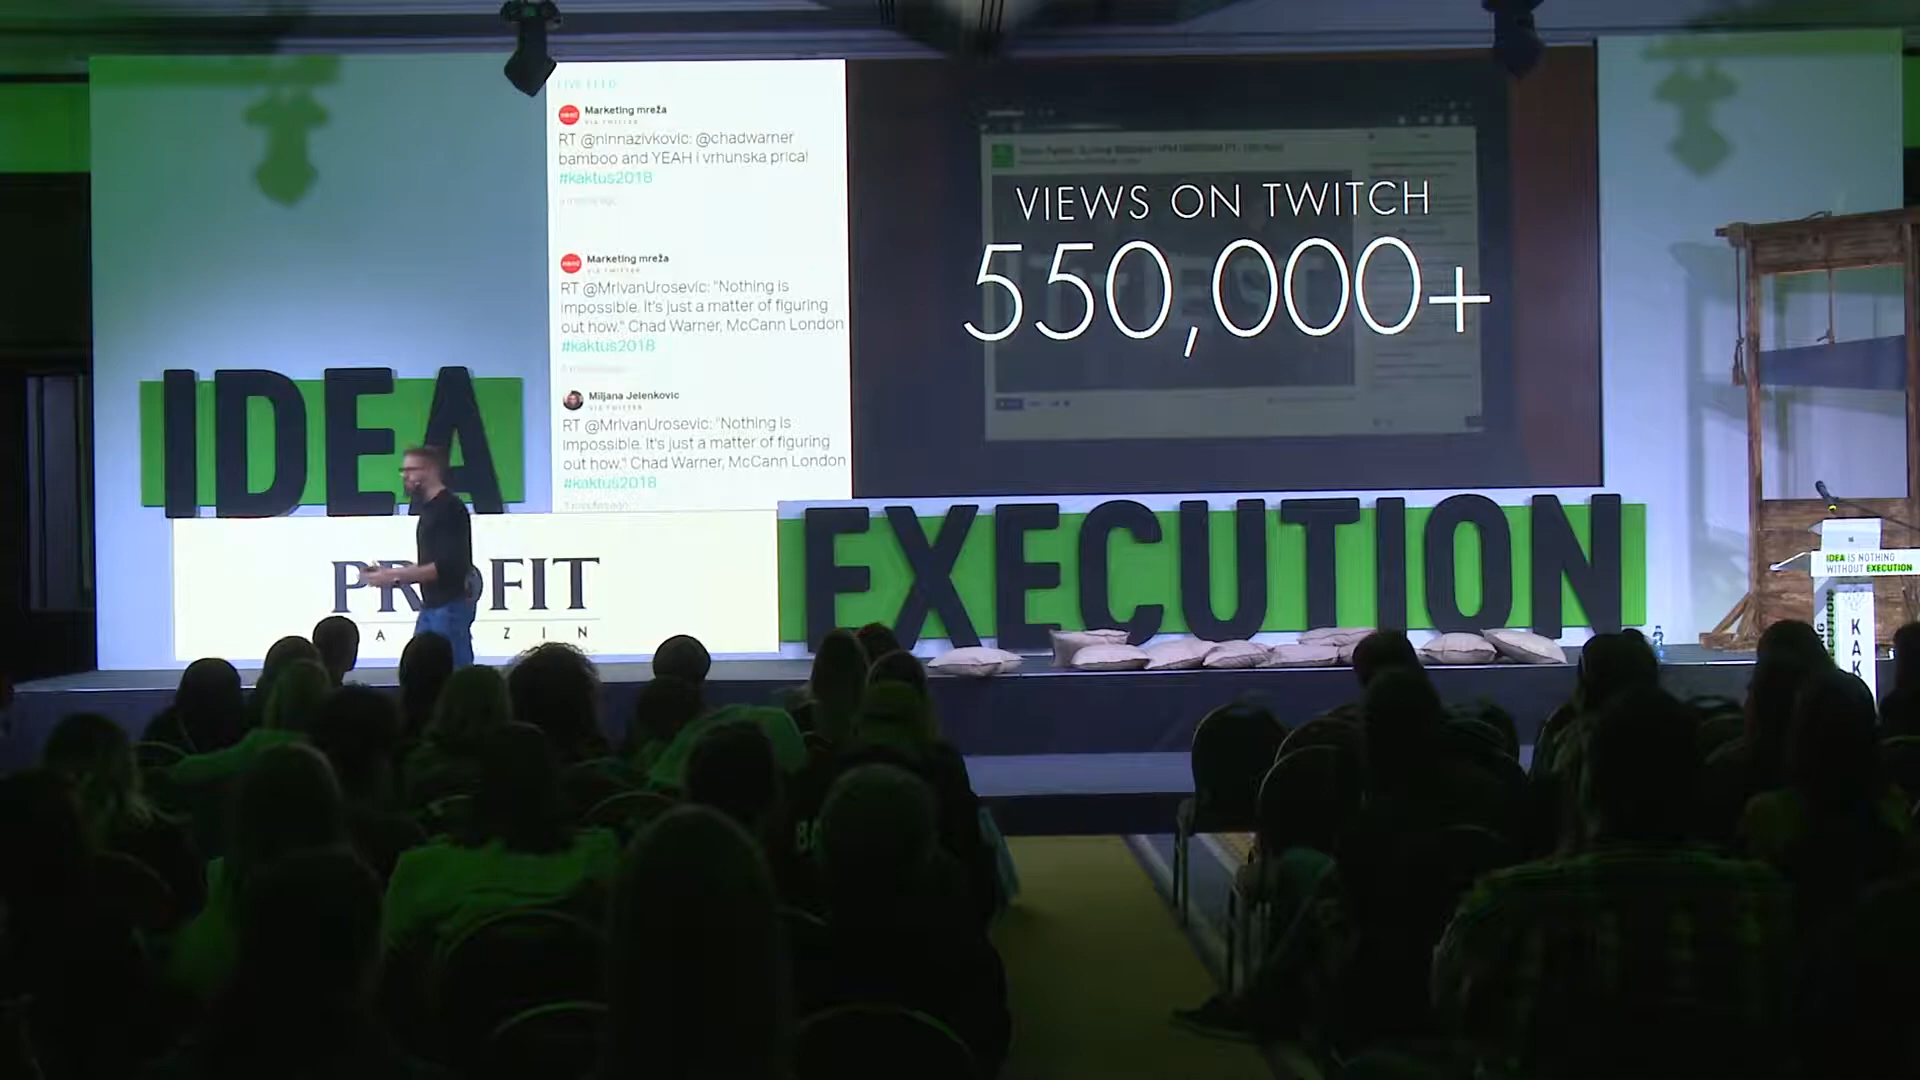 LIVE FEED
Marketing mreža
VIA TWITTER
RT @ninnazivkovic: @chadwarner
bamboo and YEAH i vrhunska prica!
#kaktus2018
Marketing mreža
VIA TWITTER
RT @MrIvanUrosevic: "Nothing is
impossible. It's just a matter of figuring
out how." Chad Warner, McCann London
#kaktus2018
Miljana Jelenkovic
VIA TWITTER
RT @MrIvanUrosevic: "Nothing is
impossible. It's just a matter of figuring
out how." Chad Warner, McCann London
#kaktus2018
VIEWS ON TWITCH
550,000+
IDEA
EXECUTION
PR FIT
A ZIN
IDEA IS NOTHING
WITHOUT EXECUTION
KAK